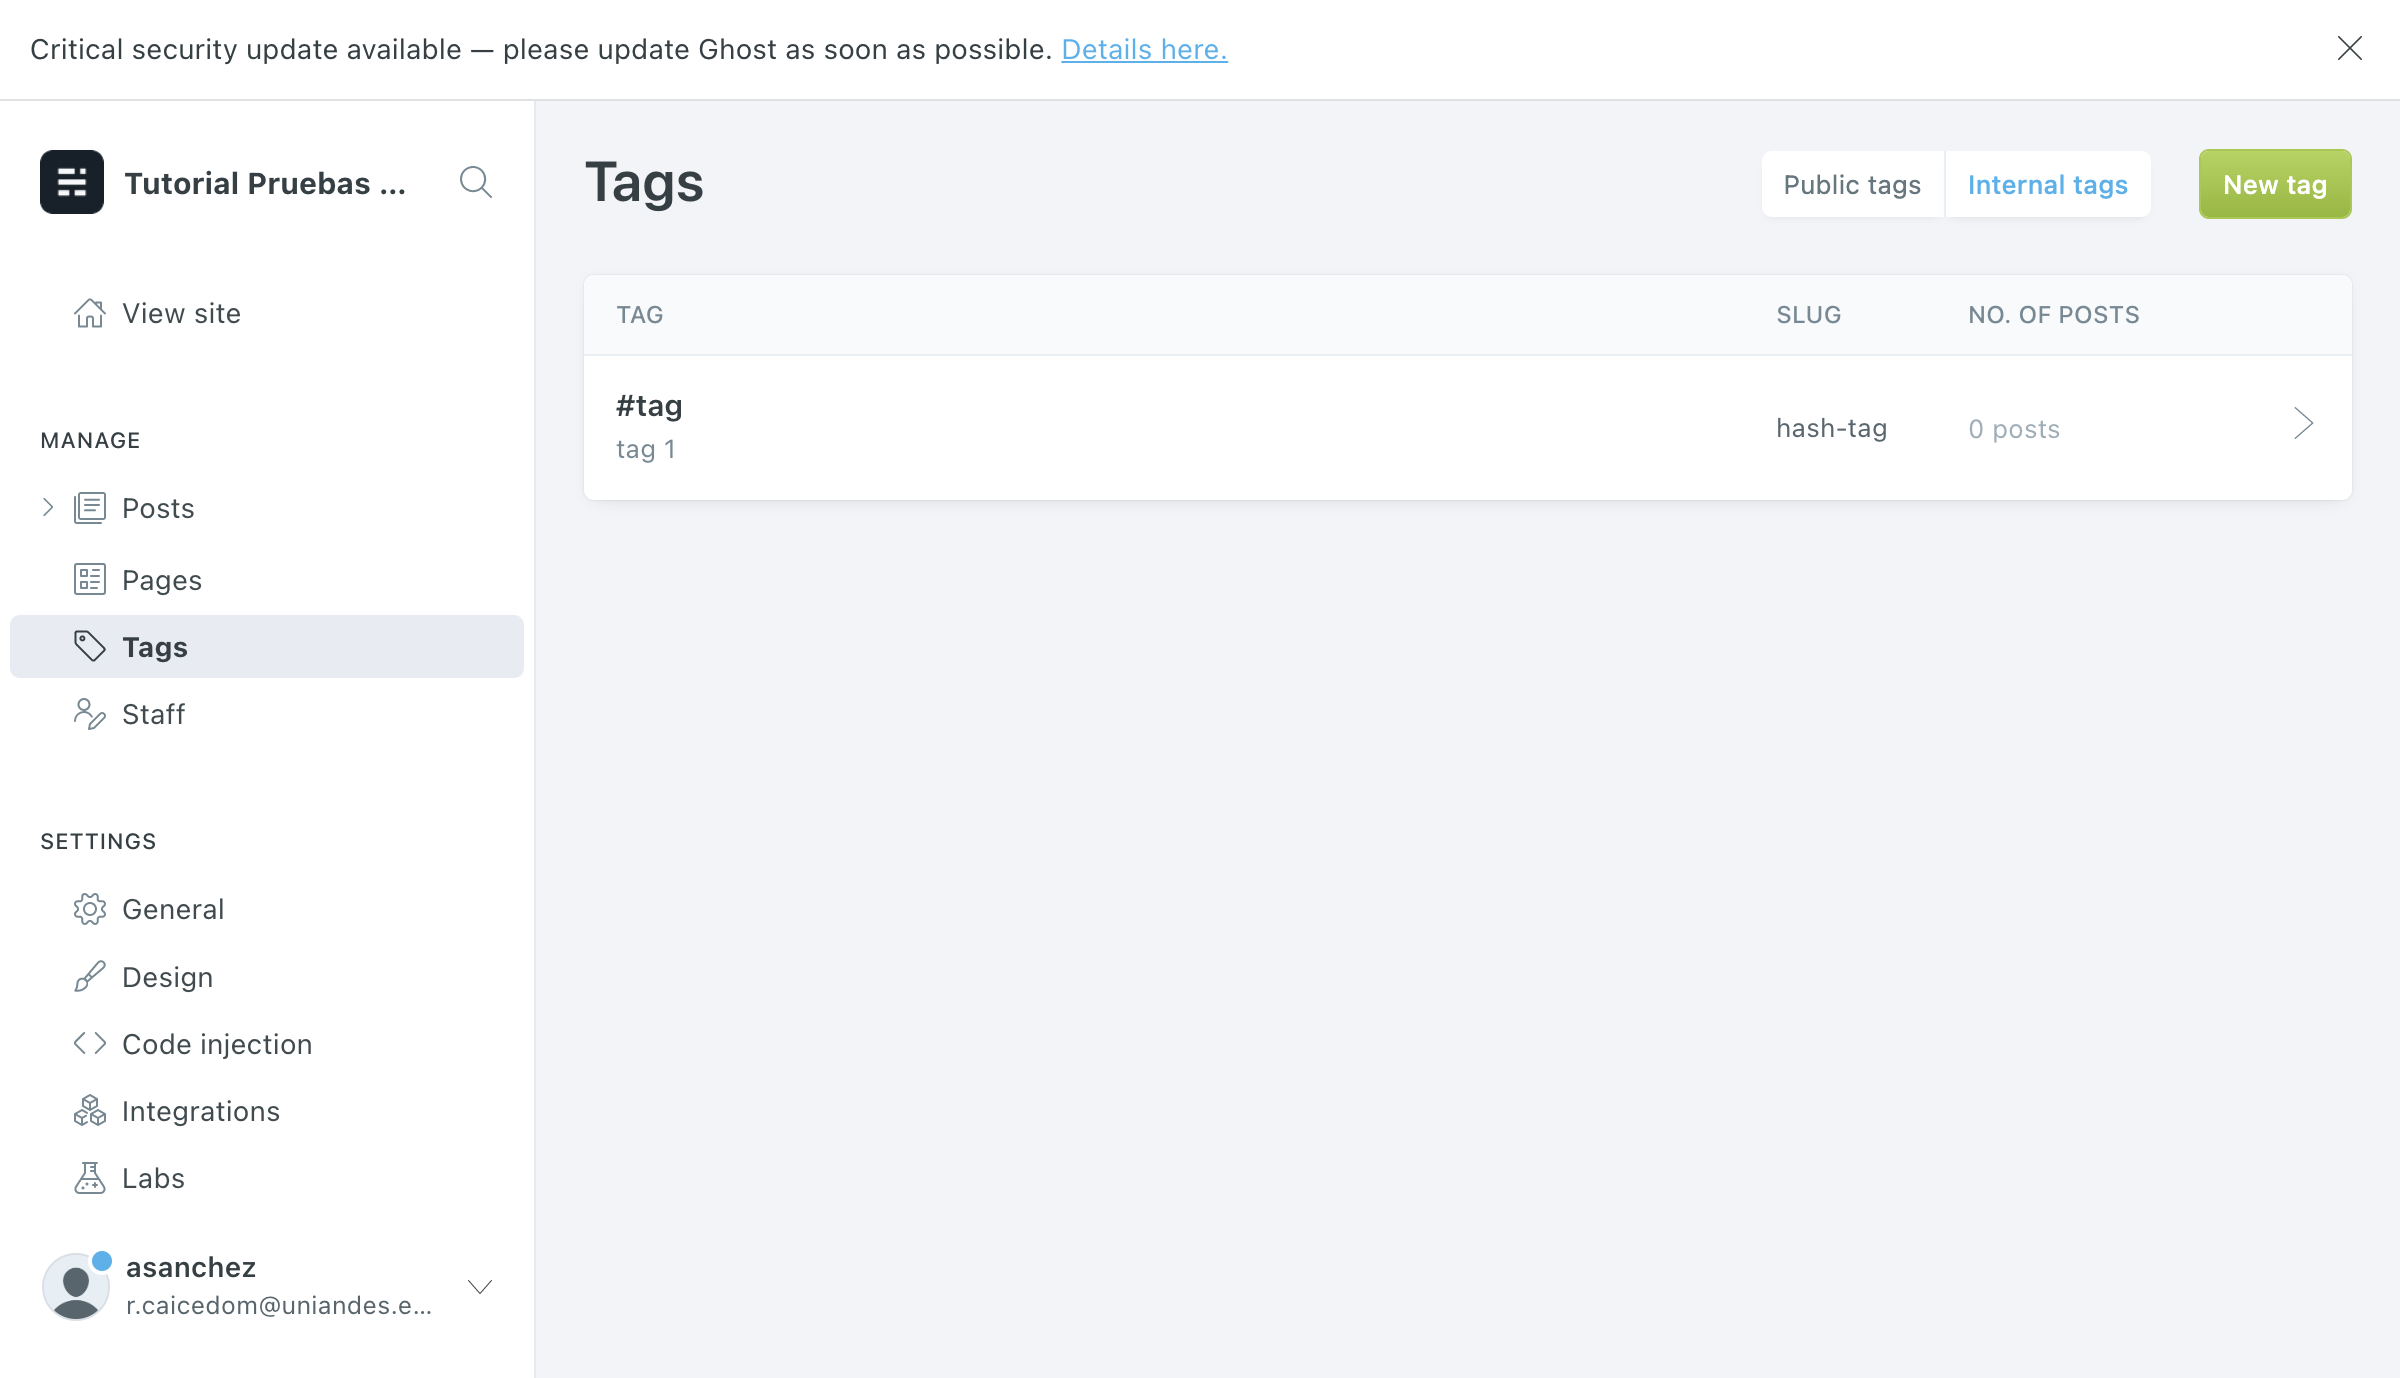 Critical security update available — please update Ghost as soon as possible. Details here.
Tutorial Pruebas ...
View site
MANAGE
Posts
Pages
Tags
Staff
SETTINGS
General
Design
Code injection
Integrations
Labs
asanchez
r.caicedom@uniandes.e...
Tags
Public tags
Internal tags
New tag
TAG SLUG NO. OF POSTS
#tag
tag 1
hash-tag
0 posts